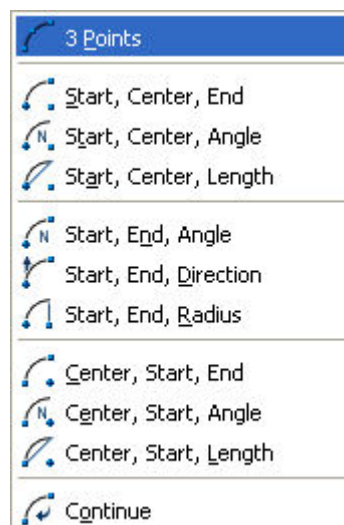 3 Points
Start, Center, End
Start, Center, Angle
Start, Center, Length
Start, End, Angle
Start, End, Direction
Start, End, Radius
Center, Start, End
Center, Start, Angle
Center, Start, Length
Continue